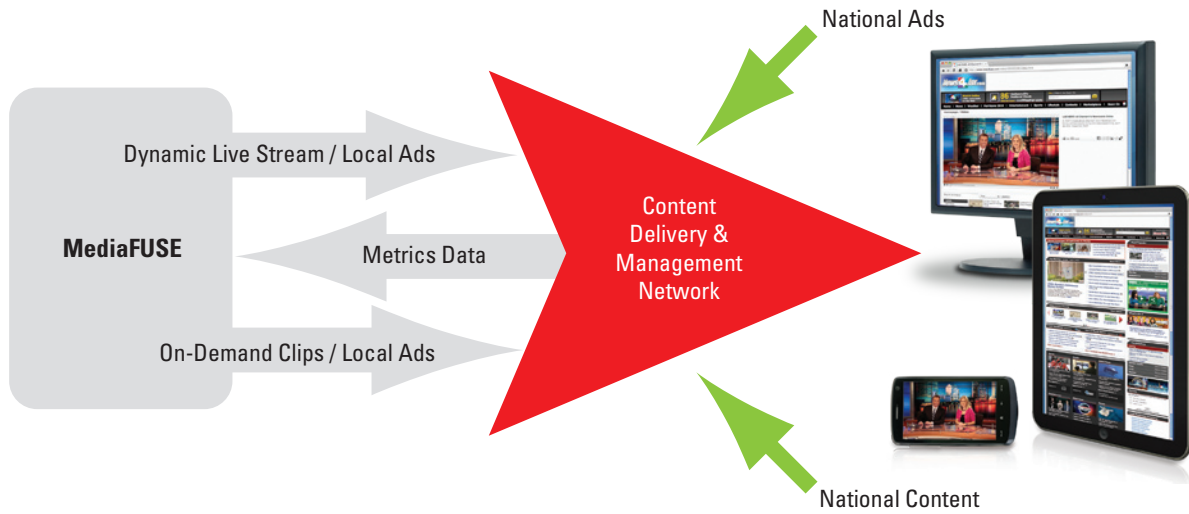 National Ads
Dynamic Live Stream / Local Ads
MediaFUSE
Metrics Data
Content
Delivery &
Management
Network
On-Demand Clips / Local Ads
National Content